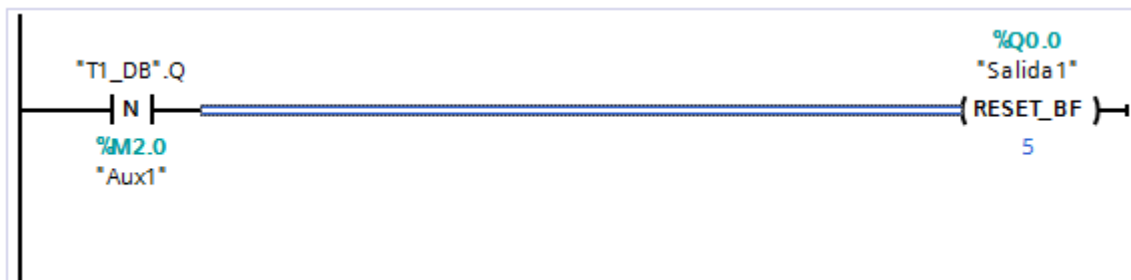 %Q0.0
"T1_DB".Q
"Salida1"
N
RESET_BF
%M2.0
5
"Aux1"